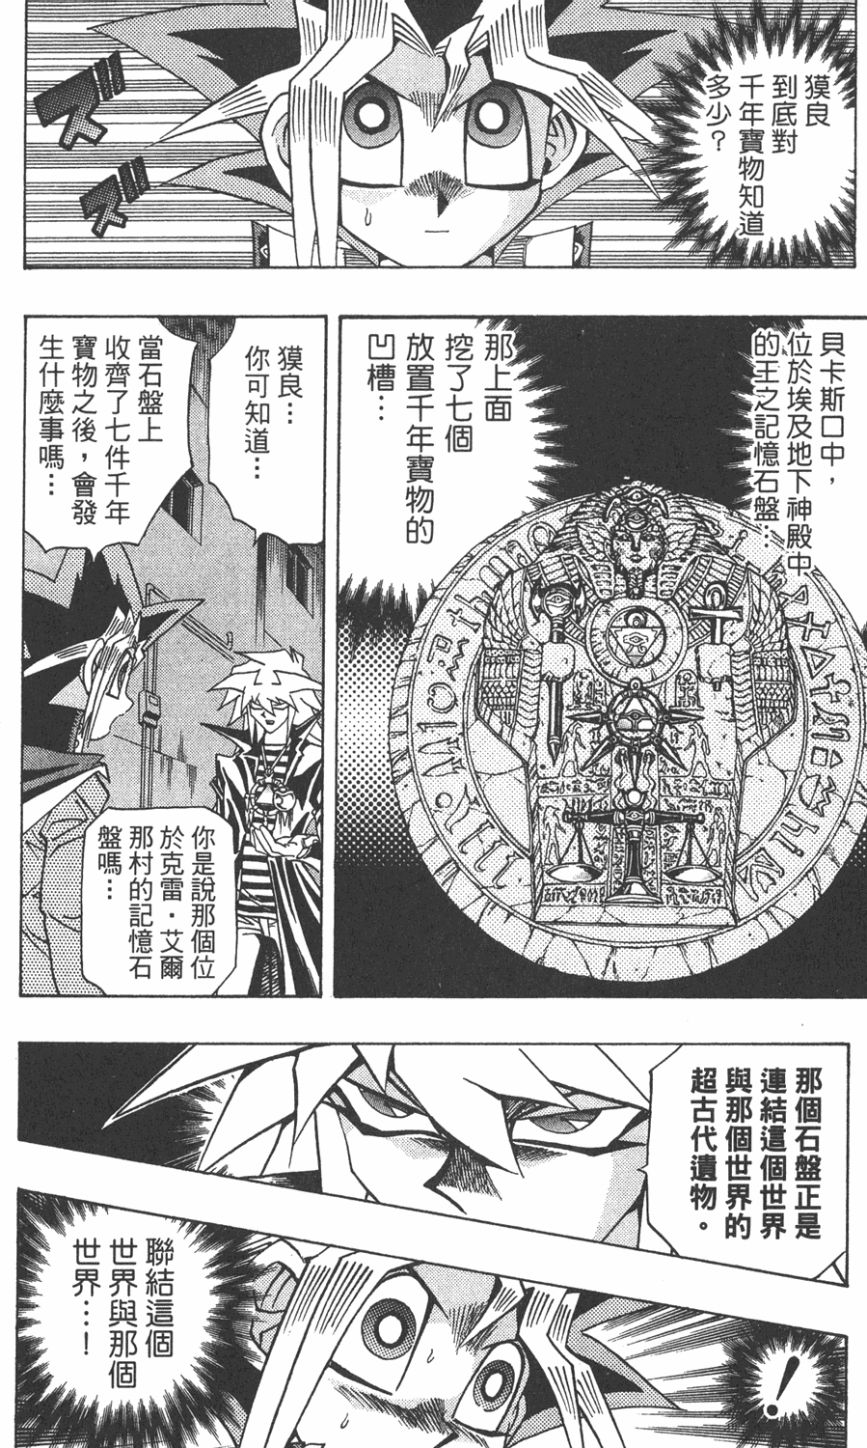 獏良
到底對
千年寶物知道
多少？
ズ
ズ
貝卡斯口中，
位於埃及地下神殿中
的王之記憶石盤…
那上面
挖了七個
放置千年寶物的
凹槽…
獏良…
你可知道…
當石盤上
收齊了七件千年
寶物之後，會發
生什麼事嗎…
你是說那個位
於克雷・艾爾
那村的記憶石
盤嗎…
那個石盤正是
連結這個世界
與那個世界的
超古代遺物。
！
聯結這個
世界與那個
世界…！